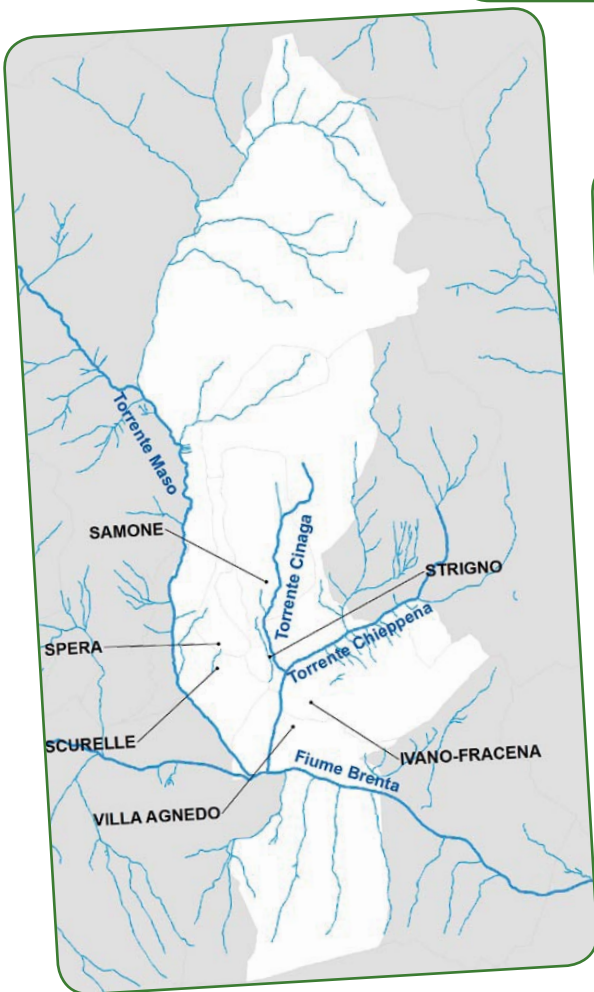 Torrente Maso
SAMONE
Torrente Cinaga
STRIGNO
Torrente Chieppena
SPERA
SCURELLE
IVANO-FRACENA
Fiume Brenta
VILLA AGNEDO